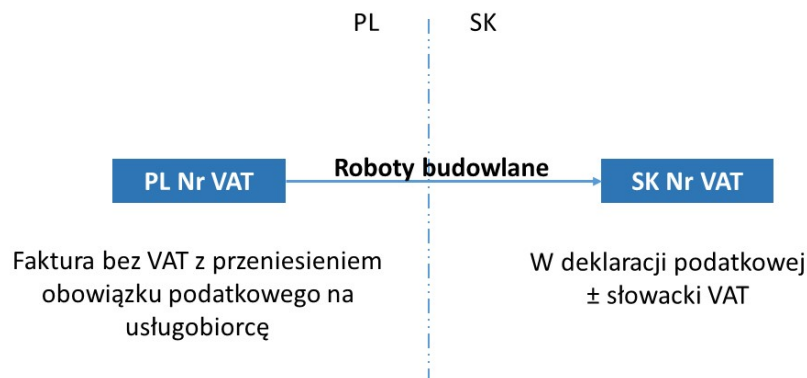 PL SK
Roboty budowlane
PL Nr VAT
SK Nr VAT
Faktura bez VAT z przeniesieniem
obowiązku podatkowego na
usługobiorcę
W deklaracji podatkowej
± słowacki VAT